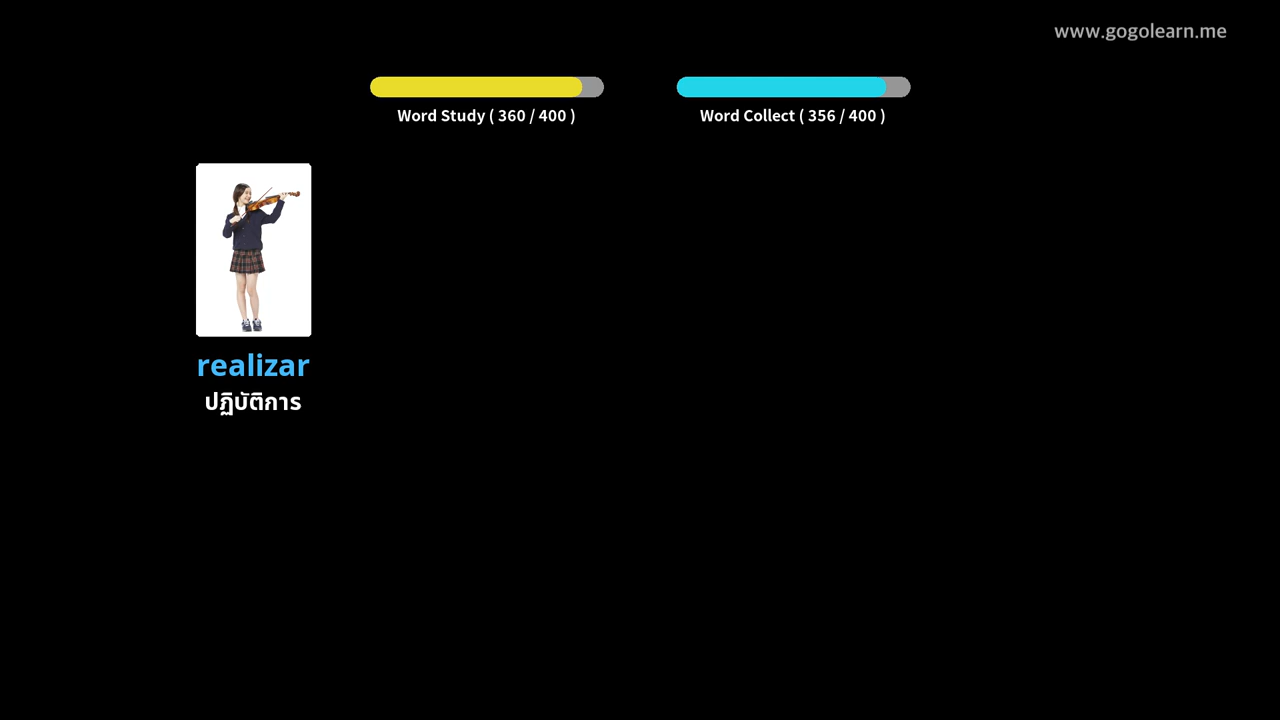 www.gogolearn.me
Word Study ( 360 / 400 )
Word Collect ( 356 / 400 )
realizar
ปฏิบัติการ